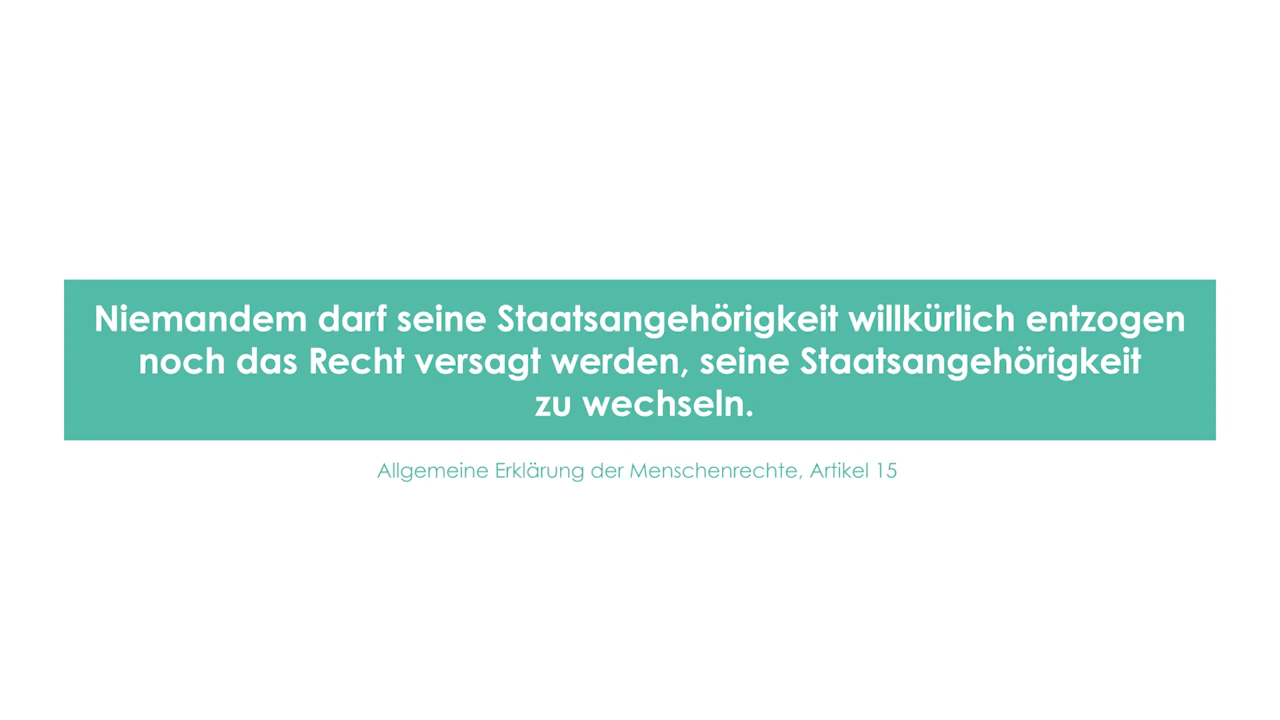 Niemandem darf seine Staatsangehörigkeit willkürlich entzogen
noch das Recht versagt werden, seine Staatsangehörigkeit
zu wechseln.
Allgemeine Erklärung der Menschenrechte, Artikel 15